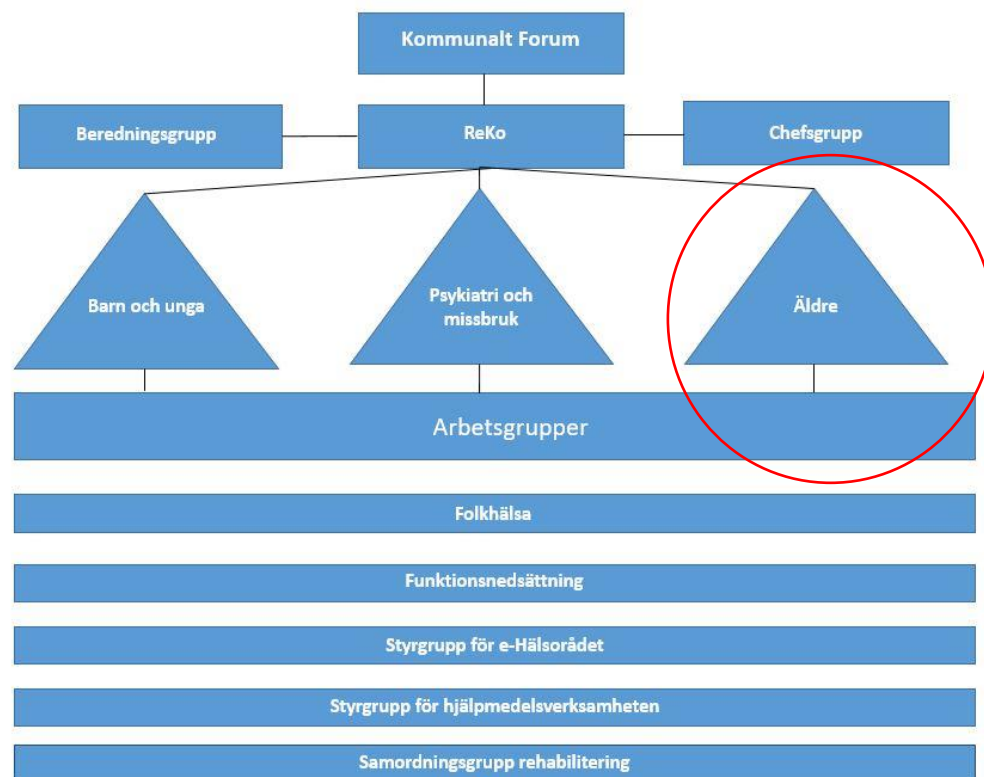 Kommunalt Forum
Beredningsgrupp
ReKo
Chefsgrupp
Barn och unga
Psykiatri och
missbruk
Äldre
Arbetsgrupper
Folkhälsa
Funktionsnedsättning
Styrgrupp för e-Hälsorådet
Styrgrupp för hjälpmedelsverksamheten
Samordningsgrupp rehabilitering